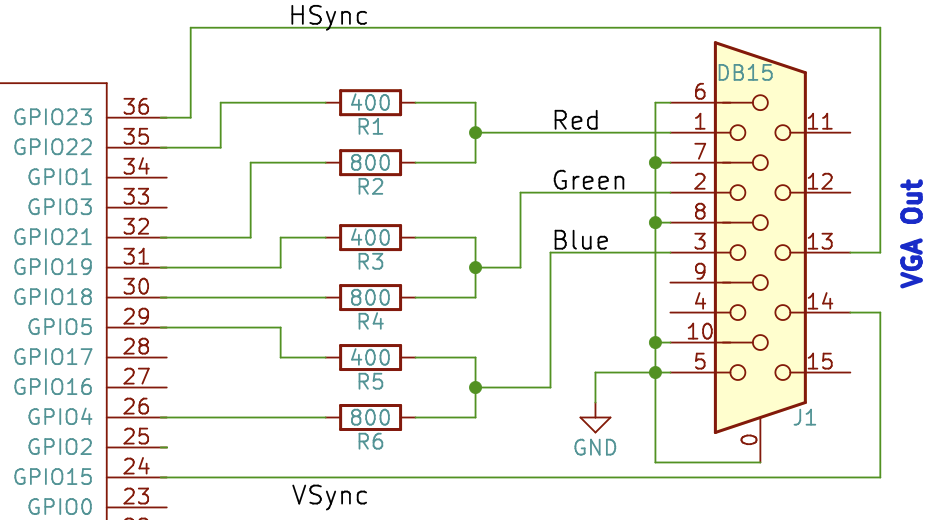 HSync
DB15
GPIO23 36
GPIO22 35
GPIO1 34
GPIO3 33
GPIO21 32
GPIO19 31
GPIO18 30
GPIO5 29
GPIO17 28
GPIO16 27
GPIO4 26
GPIO2 25
GPIO15 24
GPIO0 23
400
R1
800
R2
400
R3
800
R4
400
R5
800
R6
Red
Green
Blue
6
1
7
2
8
3
9
4
10
5
11
12
13
14
15
0
J1
GND
VSync
VGA Out